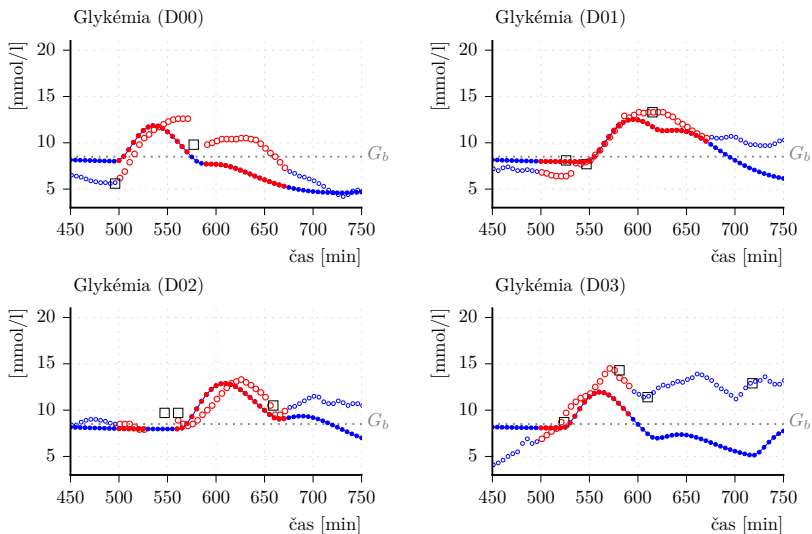 Glykémia (D00)
[mmol/l]
20
15
10
5
G_b
450 500 550 600 650 700 750
čas [min]
Glykémia (D01)
[mmol/l]
20
15
10
5
G_b
450 500 550 600 650 700 750
čas [min]
Glykémia (D02)
[mmol/l]
20
15
10
5
G_b
450 500 550 600 650 700 750
čas [min]
Glykémia (D03)
[mmol/l]
20
15
10
5
G_b
450 500 550 600 650 700 750
čas [min]